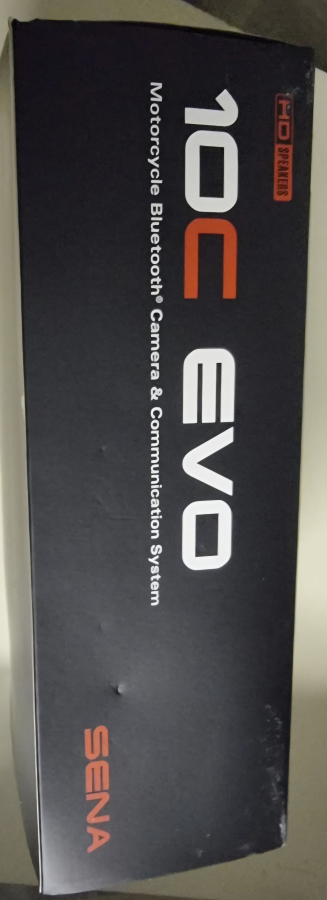 HD SPEAKERS
10C EVO
Motorcycle Bluetooth® Camera & Communication System
SENA